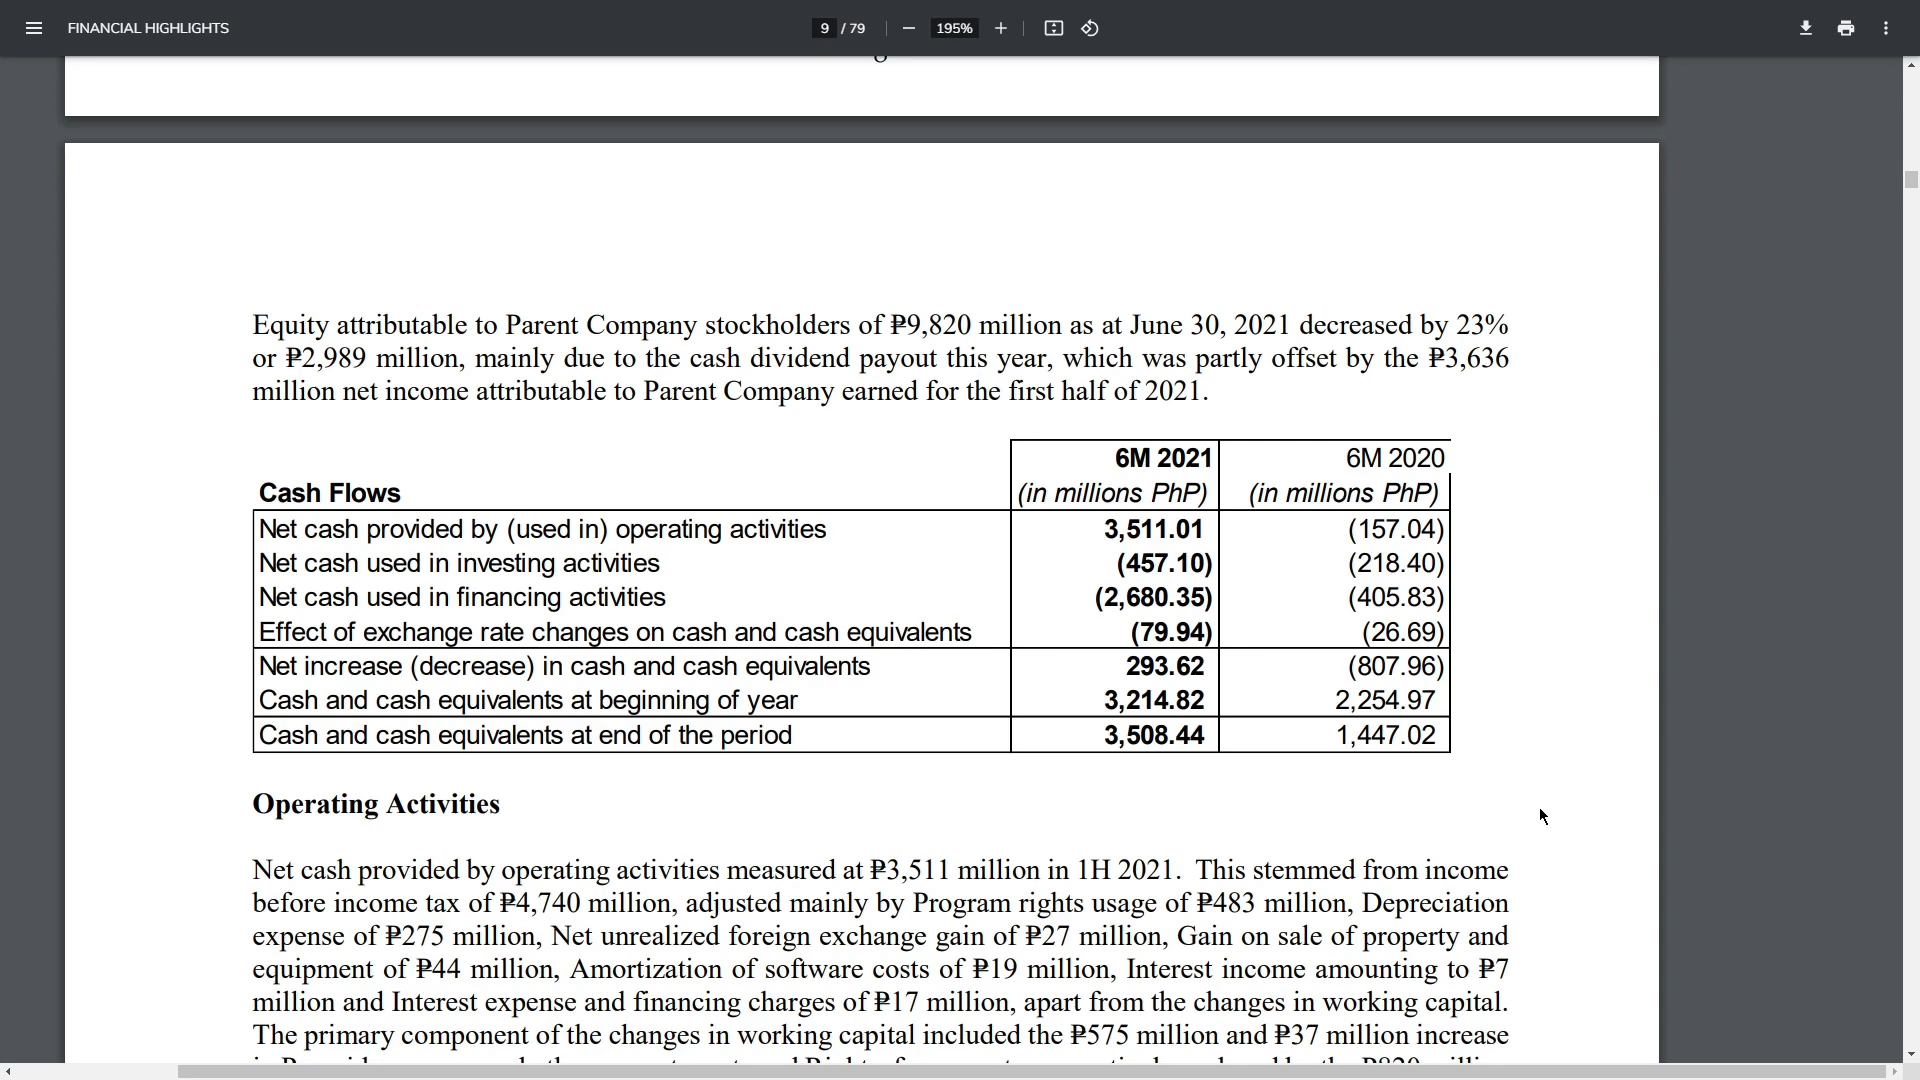 FINANCIAL HIGHLIGHTS
9 / 79
195%
Equity attributable to Parent Company stockholders of ₱9,820 million as at June 30, 2021 decreased by 23%
or ₱2,989 million, mainly due to the cash dividend payout this year, which was partly offset by the ₱3,636
million net income attributable to Parent Company earned for the first half of 2021.
6M 2021 6M 2020
Cash Flows (in millions PhP) (in millions PhP)
Net cash provided by (used in) operating activities 3,511.01 (157.04)
Net cash used in investing activities (457.10) (218.40)
Net cash used in financing activities (2,680.35) (405.83)
Effect of exchange rate changes on cash and cash equivalents (79.94) (26.69)
Net increase (decrease) in cash and cash equivalents 293.62 (807.96)
Cash and cash equivalents at beginning of year 3,214.82 2,254.97
Cash and cash equivalents at end of the period 3,508.44 1,447.02
Operating Activities
Net cash provided by operating activities measured at ₱3,511 million in 1H 2021. This stemmed from income
before income tax of ₱4,740 million, adjusted mainly by Program rights usage of ₱483 million, Depreciation
expense of ₱275 million, Net unrealized foreign exchange gain of ₱27 million, Gain on sale of property and
equipment of ₱44 million, Amortization of software costs of ₱19 million, Interest income amounting to ₱7
million and Interest expense and financing charges of ₱17 million, apart from the changes in working capital.
The primary component of the changes in working capital included the ₱575 million and ₱37 million increase